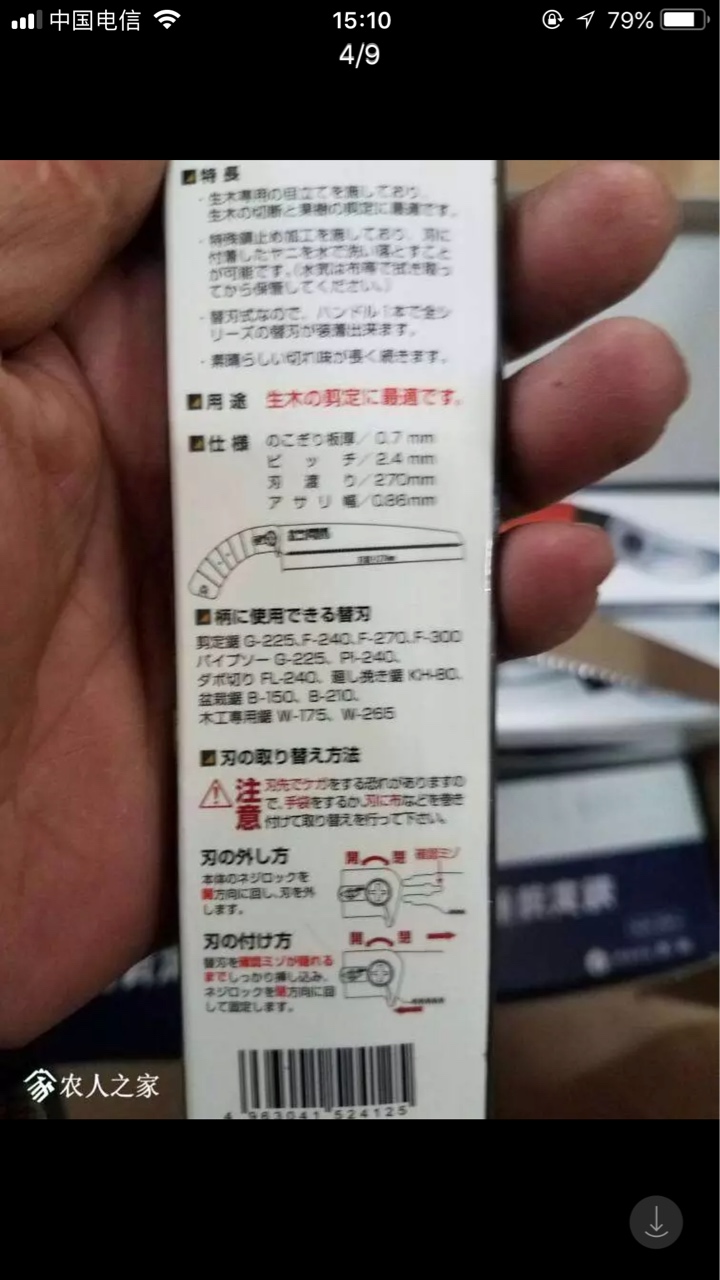 中国电信 15:10 79%
4/9
特長
・生木専用の目立てを施しており、
生木の切断と果樹の剪定に最適です。
・特殊錆止め加工を施しており、刃に
付着したヤニを水で洗い落とすこと
が可能です。(水気は布等で拭き取っ
てから保管してください。)
・替刃式なので、ハンドル1本で全シ
リーズの替刃が装着出来ます。
・素晴らしい切れ味が長く続きます。
用途 生木の剪定に最適です。
仕様 のこぎり板厚/0.7mm
ピッチ/2.4mm
刃渡り/270mm
アサリ幅/0.86mm
柄に使用できる替刃
剪定鋸 G-225、F-240、F-270、F-300
パイプソー G-225、PI-240、
ダボ切り FL-240、廻し挽き鋸 KH-80、
盆栽鋸 B-150、B-210、
木工専用鋸 W-175、W-265
刃の取り替え方法
注意
刃先でケガをする恐れがありますの
で、手袋をするか、刃に布などを巻き
付けて取り替えを行って下さい。
刃の外し方
本体のネジロックを
開方向に回し、刃を外
します。
開 閉 確認ミゾ
刃の付け方
替刃を確認ミゾが隠れる
までしっかり挿し込み、
ネジロックを閉方向に回
して固定します。
開 閉
4 963041 524125
农人之家